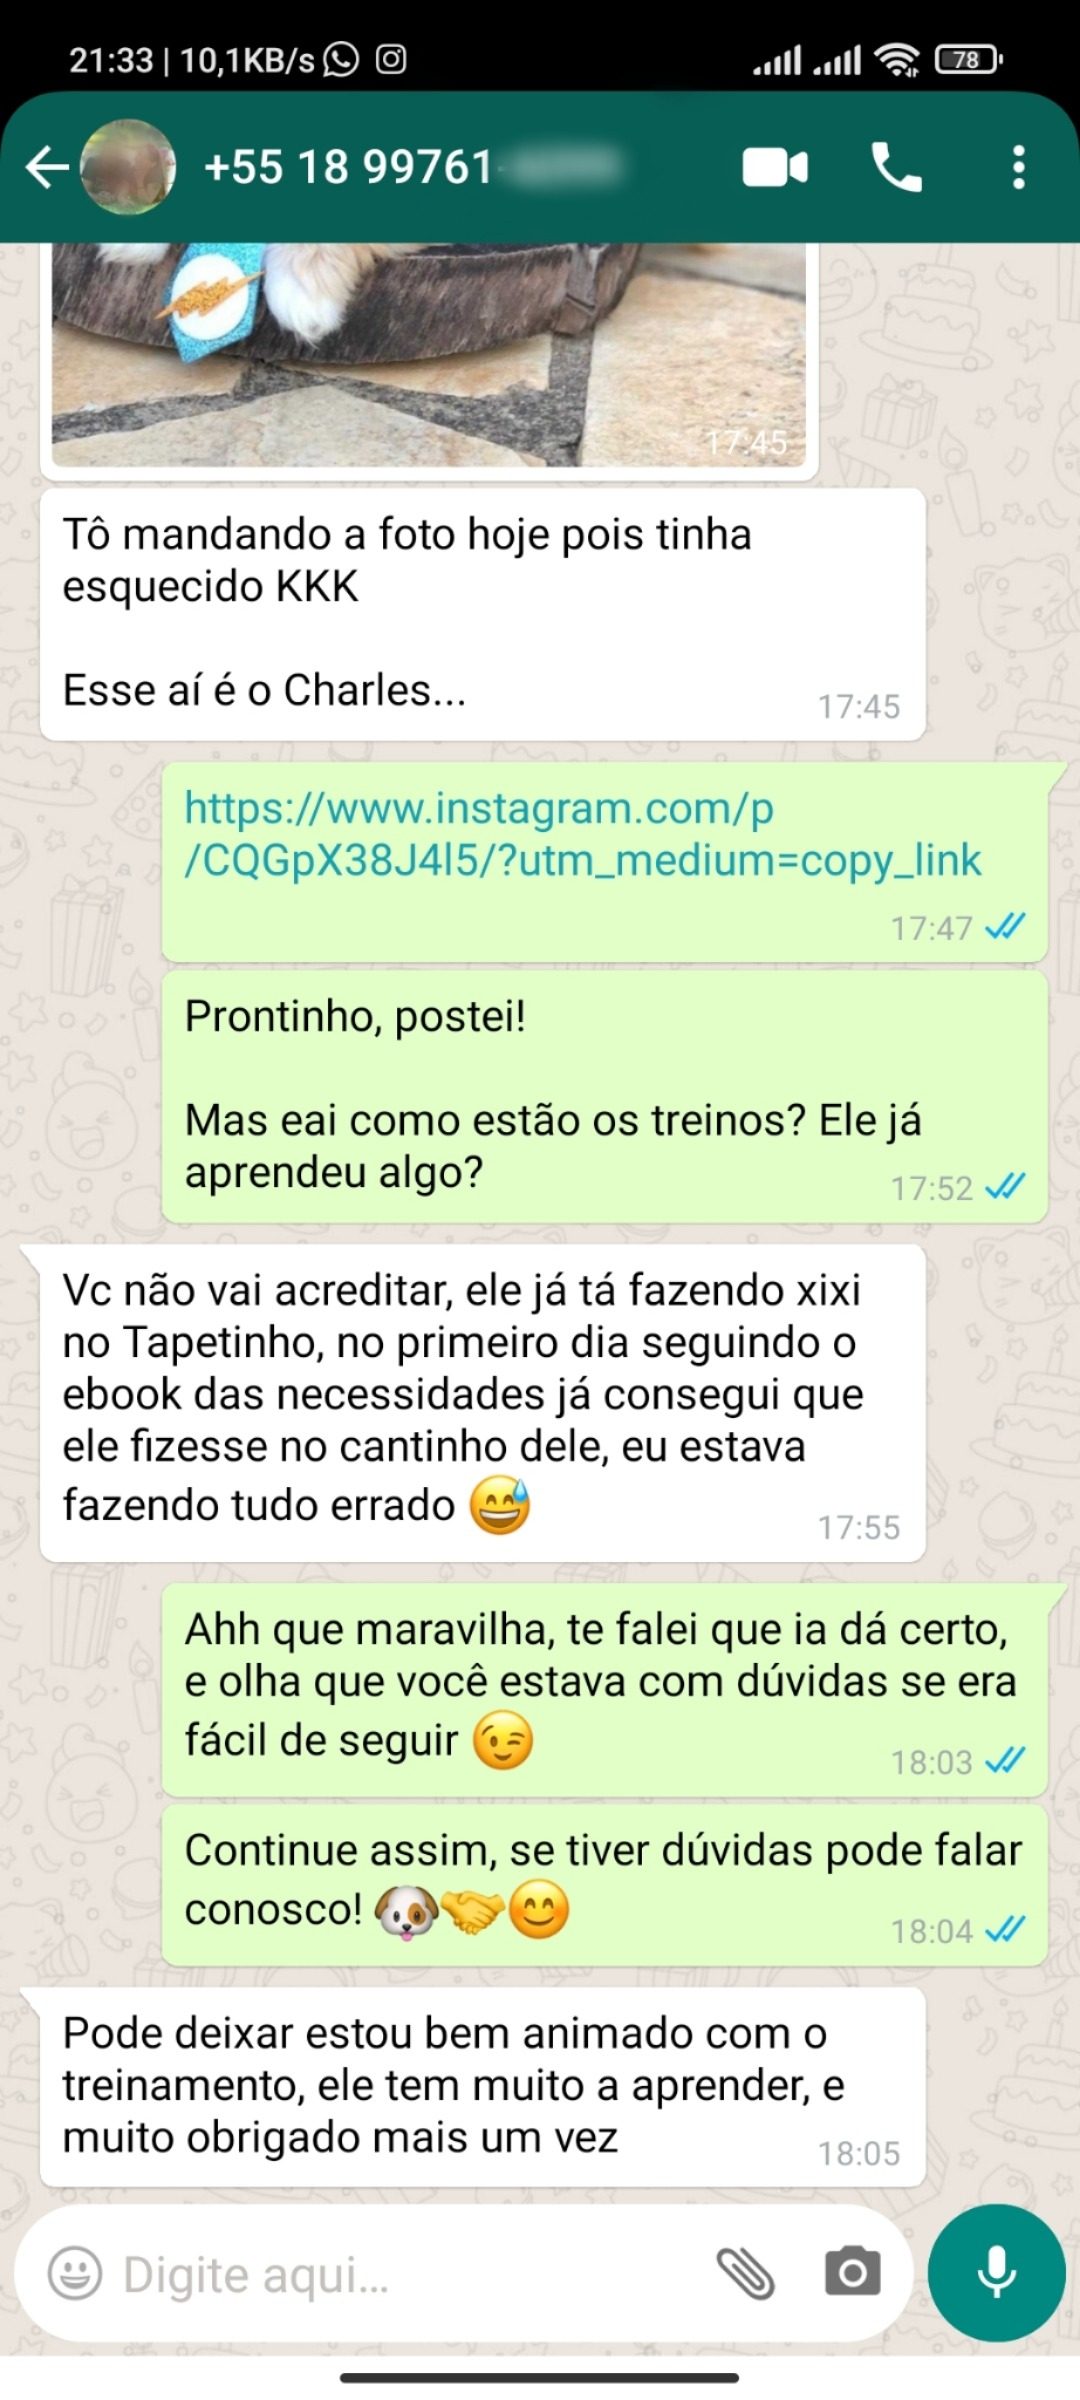 21:33 | 10,1KB/s
78
+55 18 99761-
17:45
Tô mandando a foto hoje pois tinha
esquecido KKK
Esse aí é o Charles...
17:45
https://www.instagram.com/p
/CQGpX38J4l5/?utm_medium=copy_link
17:47
Prontinho, postei!
Mas eai como estão os treinos? Ele já
aprendeu algo?
17:52
Vc não vai acreditar, ele já tá fazendo xixi
no Tapetinho, no primeiro dia seguindo o
ebook das necessidades já consegui que
ele fizesse no cantinho dele, eu estava
fazendo tudo errado 😅
17:55
Ahh que maravilha, te falei que ia dá certo,
e olha que você estava com dúvidas se era
fácil de seguir 😉
18:03
Continue assim, se tiver dúvidas pode falar
conosco! 🐶🤝😊
18:04
Pode deixar estou bem animado com o
treinamento, ele tem muito a aprender, e
muito obrigado mais um vez
18:05
Digite aqui...